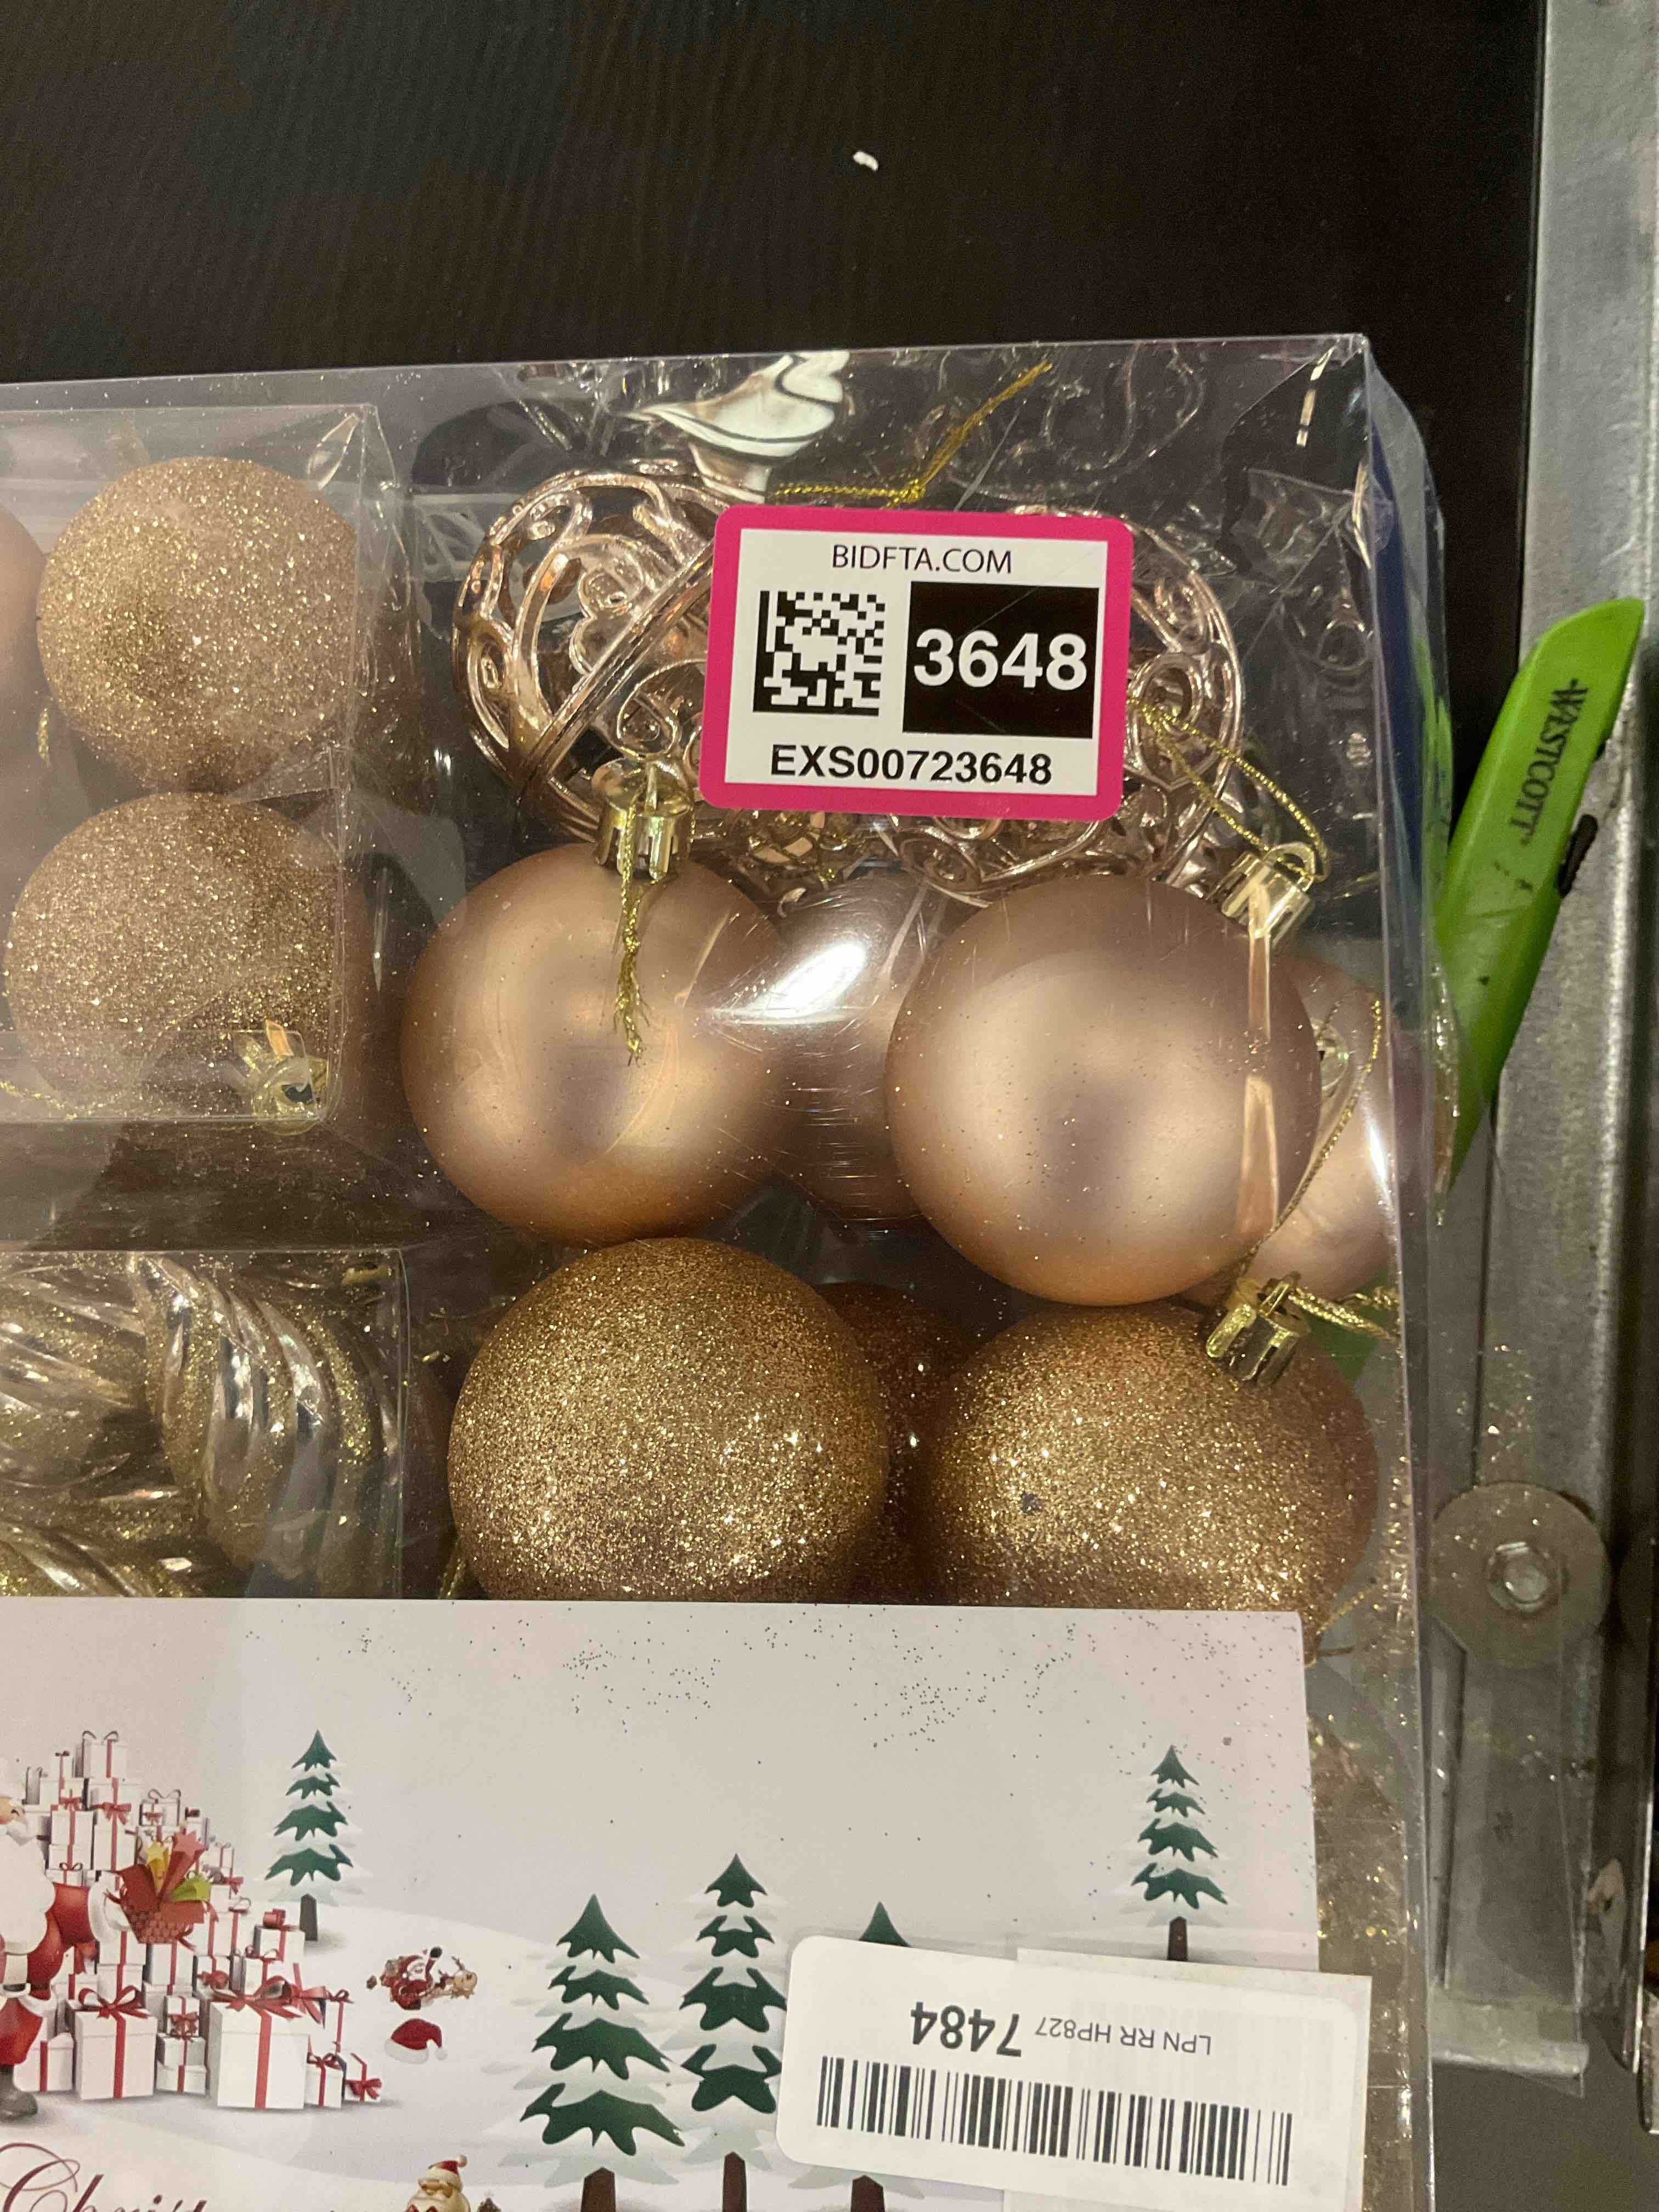 BIDFTA.COM
3648
EXS00723648
WESTCOTT
LPN RR HP827 7484